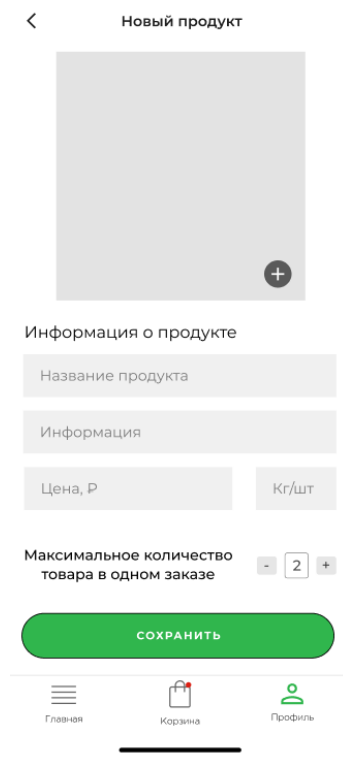 Новый продукт
Информация о продукте
Название продукта
Информация
Цена, ₽
Кг/шт
Максимальное количество
товара в одном заказе
- 2 +
СОХРАНИТЬ
Главная
Корзина
Профиль